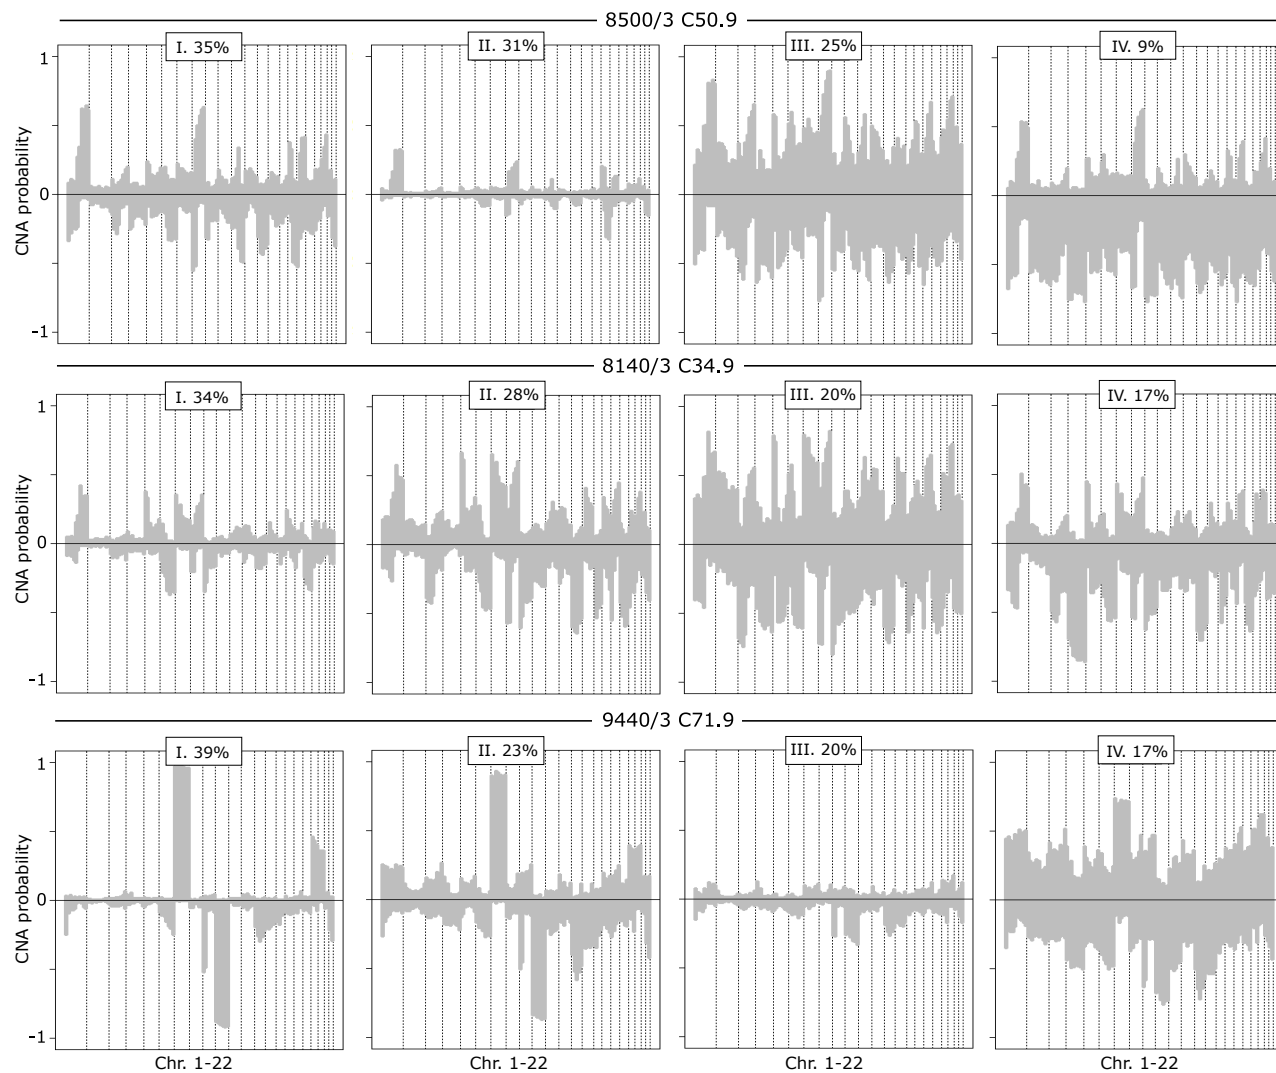 8500/3 C50.9
I. 35%
II. 31%
III. 25%
IV. 9%
1
0
-1
CNA probability
8140/3 C34.9
I. 34%
II. 28%
III. 20%
IV. 17%
1
0
-1
CNA probability
9440/3 C71.9
I. 39%
II. 23%
III. 20%
IV. 17%
1
0
-1
CNA probability
Chr. 1-22
Chr. 1-22
Chr. 1-22
Chr. 1-22